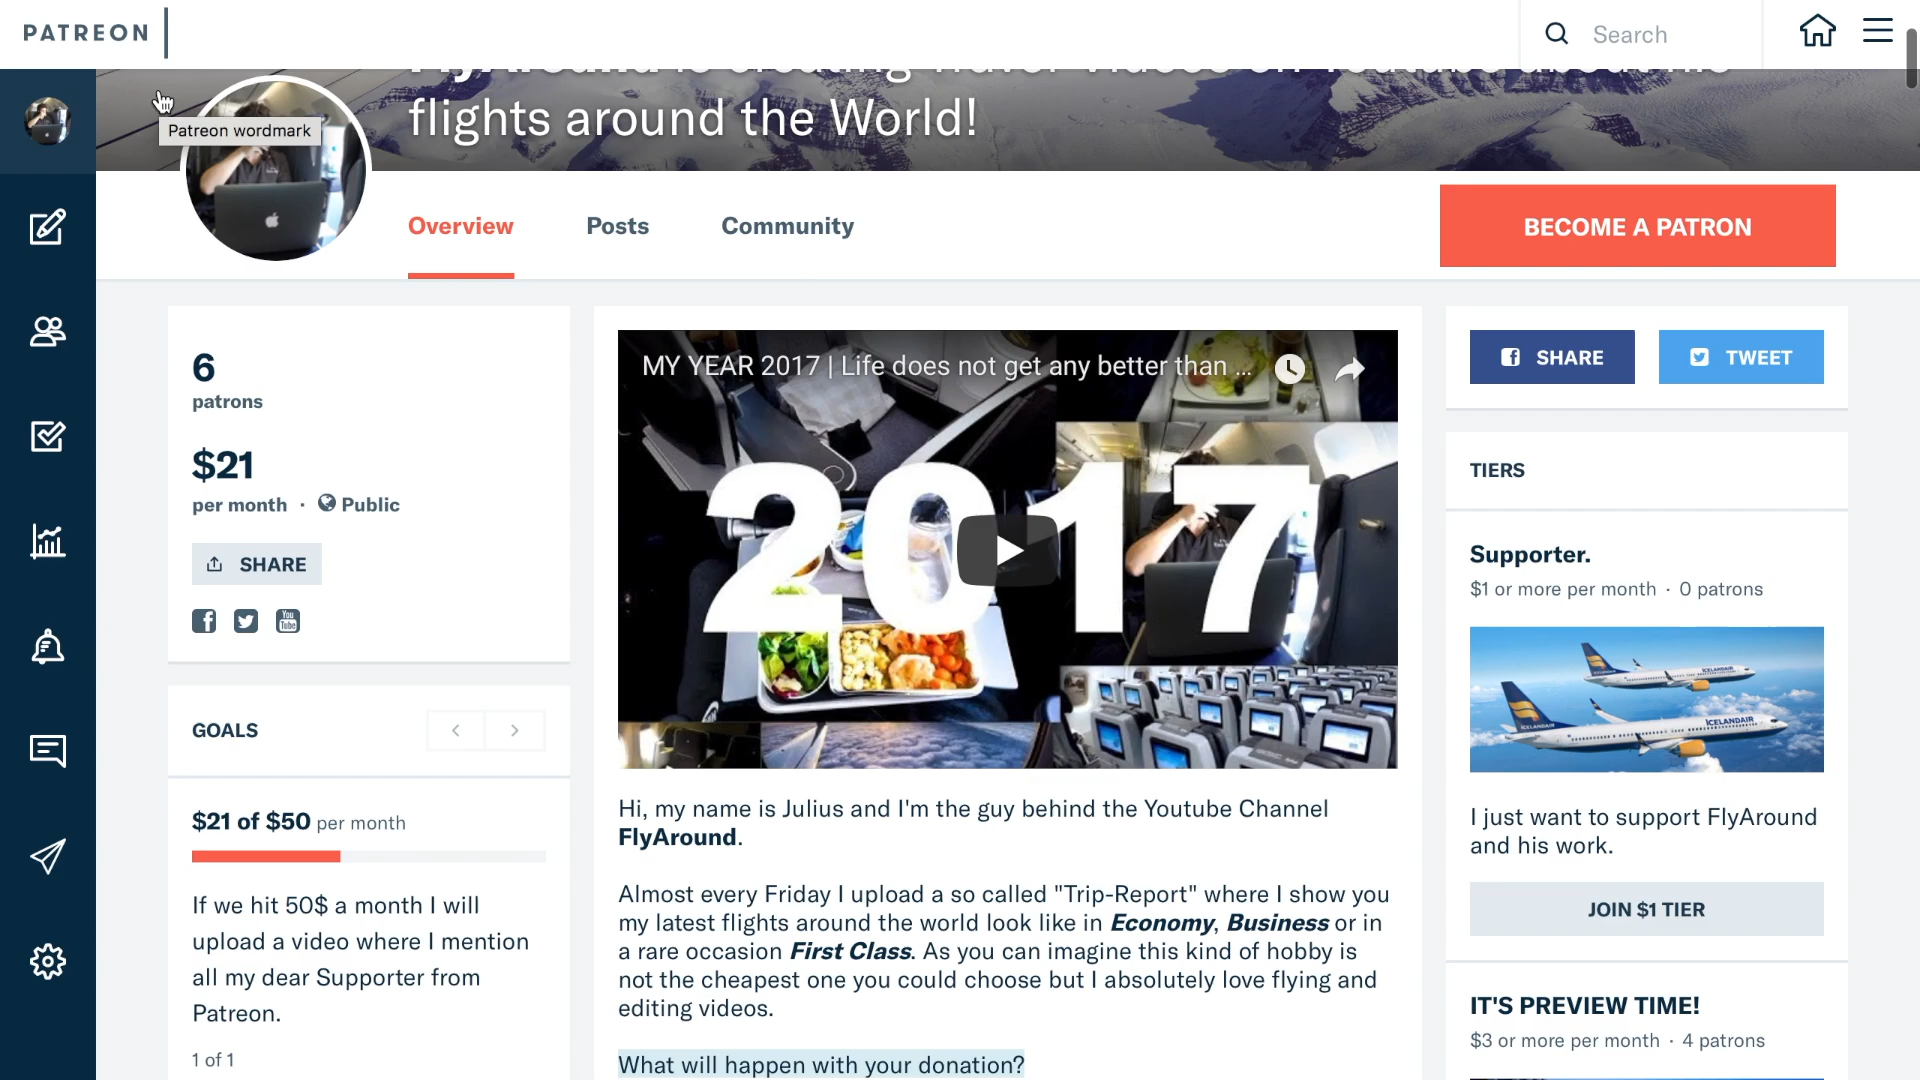 PATREON
Search
flights around the World!
Patreon wordmark
Overview
Posts
Community
BECOME A PATRON
6
patrons
$21
per month · Public
SHARE
You
Tube
GOALS
$21 of $50 per month
If we hit 50$ a month I will
upload a video where I mention
all my dear Supporter from
Patreon.
1 of 1
MY YEAR 2017 | Life does not get any better than ...
2017
Hi, my name is Julius and I'm the guy behind the Youtube Channel
FlyAround.
Almost every Friday I upload a so called "Trip-Report" where I show you
my latest flights around the world look like in Economy, Business or in
a rare occasion First Class. As you can imagine this kind of hobby is
not the cheapest one you could choose but I absolutely love flying and
editing videos.
What will happen with your donation?
SHARE
TWEET
TIERS
Supporter.
$1 or more per month · 0 patrons
ICELANDAIR
ICELANDAIR
ICELANDAIR
I just want to support FlyAround
and his work.
JOIN $1 TIER
IT'S PREVIEW TIME!
$3 or more per month · 4 patrons